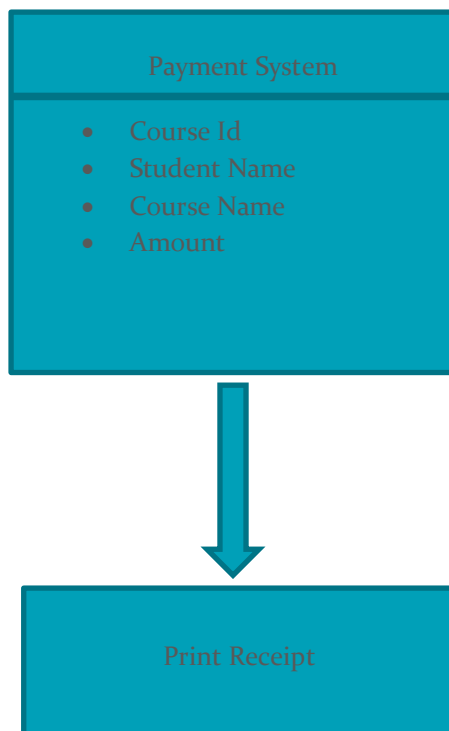 Payment System
• Course Id
• Student Name
• Course Name
• Amount
Print Receipt